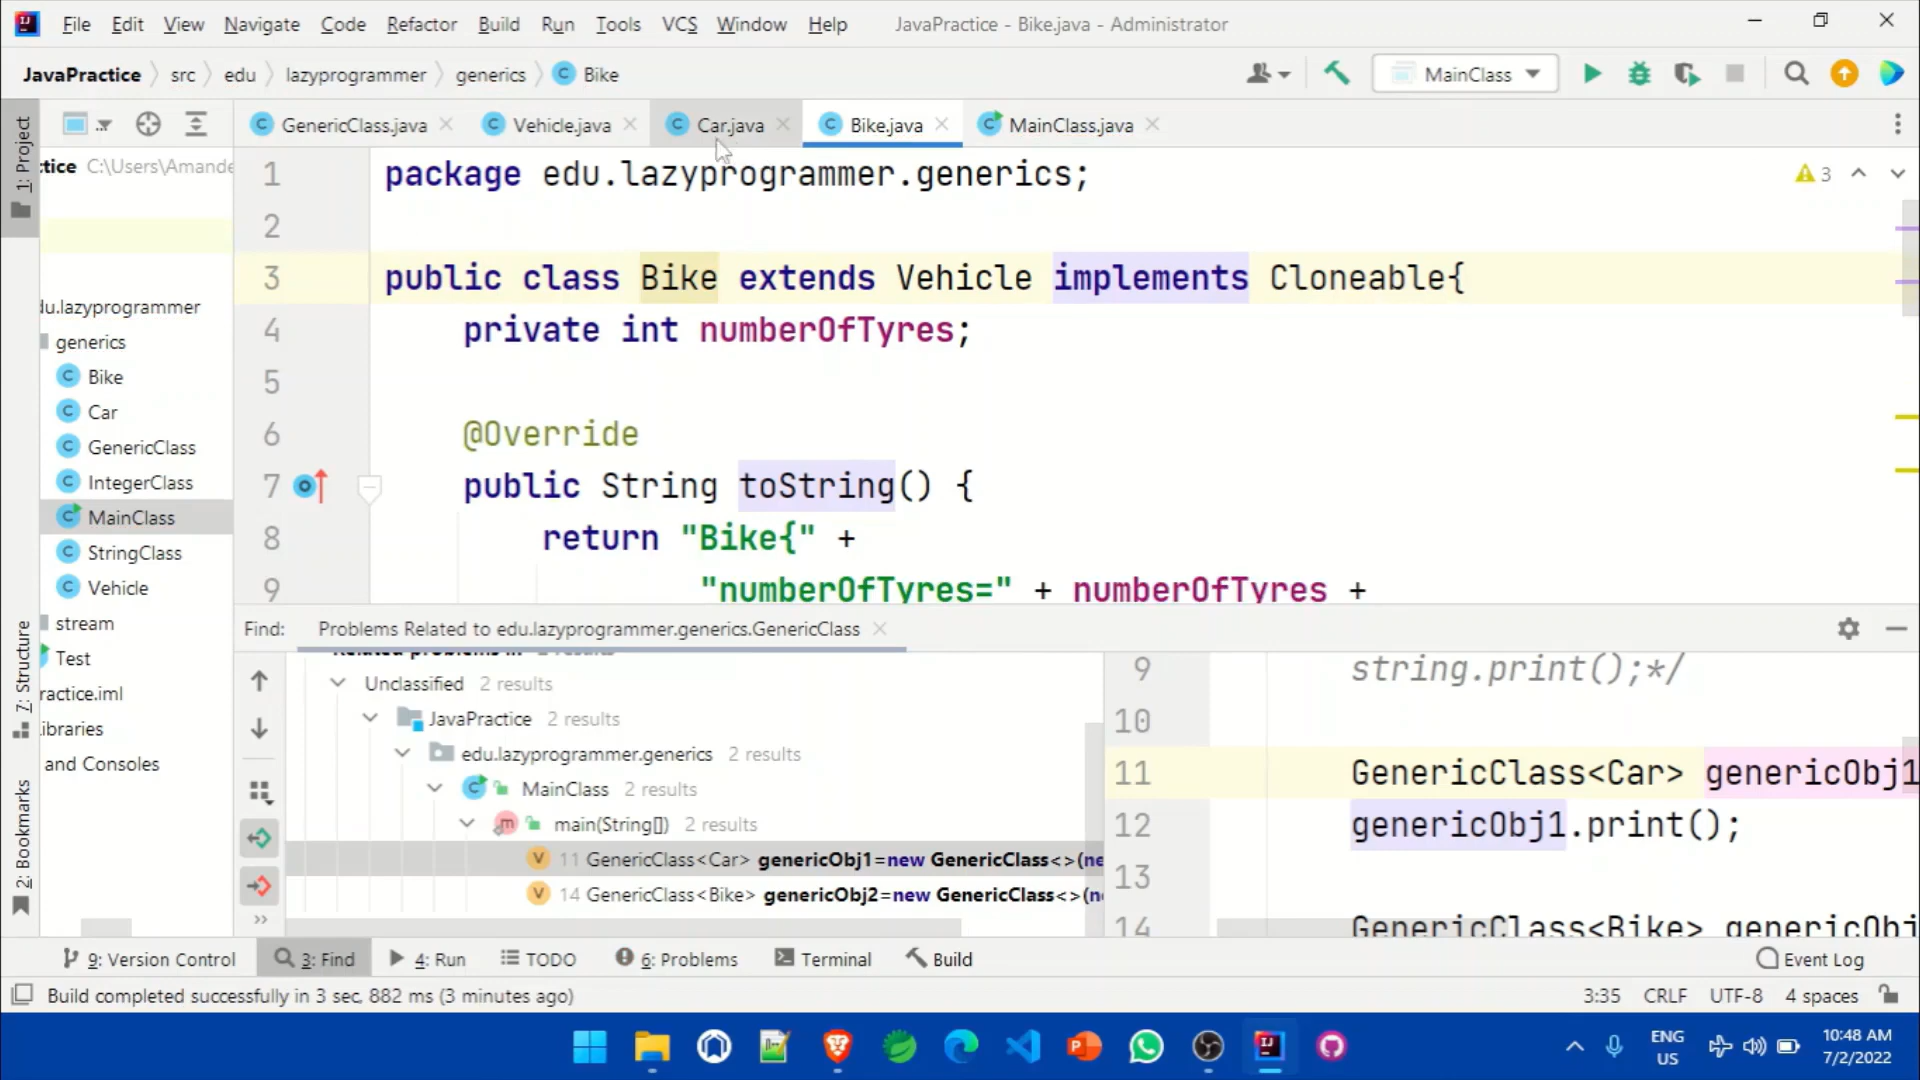 File Edit View Navigate Code Refactor Build Run Tools VCS Window Help JavaPractice - Bike.java - Administrator
JavaPractice src edu lazyprogrammer generics Bike MainClass
GenericClass.java Vehicle.java Car.java Bike.java MainClass.java
1: Project
tice C:\Users\Amande
du.lazyprogrammer
generics
Bike
Car
GenericClass
IntegerClass
MainClass
StringClass
Vehicle
stream
Test
ractice.iml
ibraries
and Consoles
7: Structure
2: Bookmarks
1 package edu.lazyprogrammer.generics;
3
2
3 public class Bike extends Vehicle implements Cloneable{
4 private int numberOfTyres;
5
6 @Override
7 public String toString() {
8 return "Bike{" +
9 "numberOfTyres=" + numberOfTyres +
Find: Problems Related to edu.lazyprogrammer.generics.GenericClass
Unclassified 2 results
JavaPractice 2 results
edu.lazyprogrammer.generics 2 results
MainClass 2 results
main(String[]) 2 results
11 GenericClass<Car> genericObj1=new GenericClass<>(ne
14 GenericClass<Bike> genericObj2=new GenericClass<>(n
9 string.print();*/
10
11 GenericClass<Car> genericObj1
12 genericObj1.print();
13
14 GenericClass<Bike> genericObj
9: Version Control 3: Find 4: Run TODO 6: Problems Terminal Build Event Log
Build completed successfully in 3 sec, 882 ms (3 minutes ago) 3:35 CRLF UTF-8 4 spaces
ENG
US
10:48 AM
7/2/2022